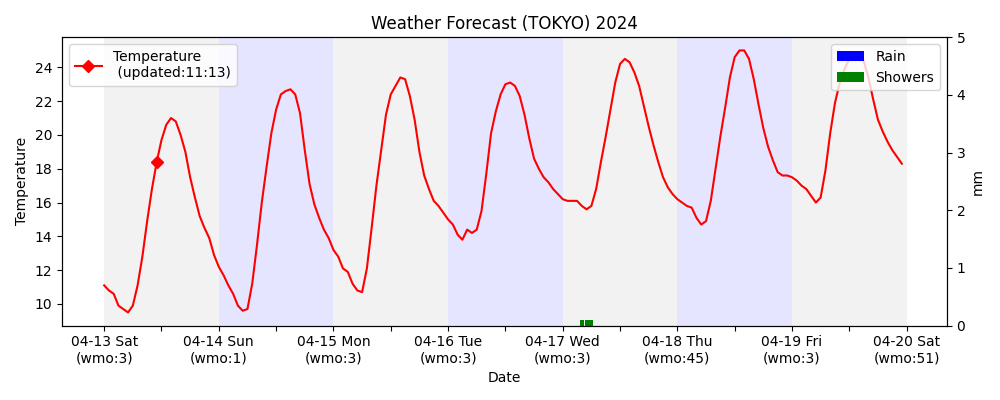 Weather Forecast (TOKYO) 2024
Temperature
(updated:11:13)
Rain
Showers
Temperature
24
22
20
18
16
14
12
10
5
4
3
2
1
0
mm
04-13 Sat
(wmo:3)
04-14 Sun
(wmo:1)
04-15 Mon
(wmo:3)
04-16 Tue
(wmo:3)
04-17 Wed
(wmo:3)
04-18 Thu
(wmo:45)
04-19 Fri
(wmo:3)
04-20 Sat
(wmo:51)
Date